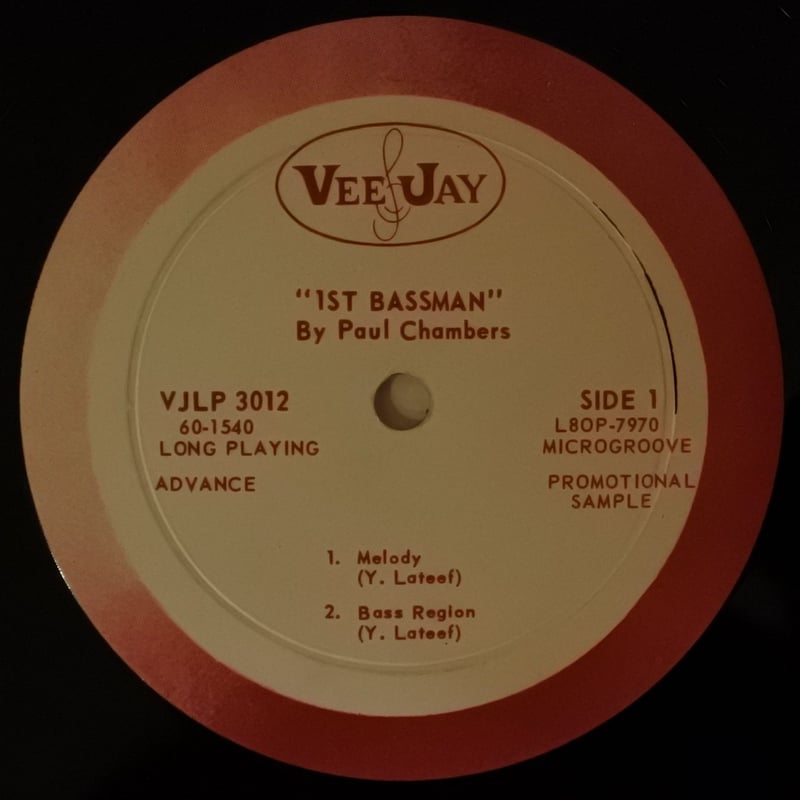 VEE JAY
"1ST BASSMAN"
By Paul Chambers
VJLP 3012
60-1540
LONG PLAYING
ADVANCE
SIDE 1
L8OP-7970
MICROGROOVE
PROMOTIONAL
SAMPLE
1. Melody
(Y. Lateef)
2. Bass Region
(Y. Lateef)